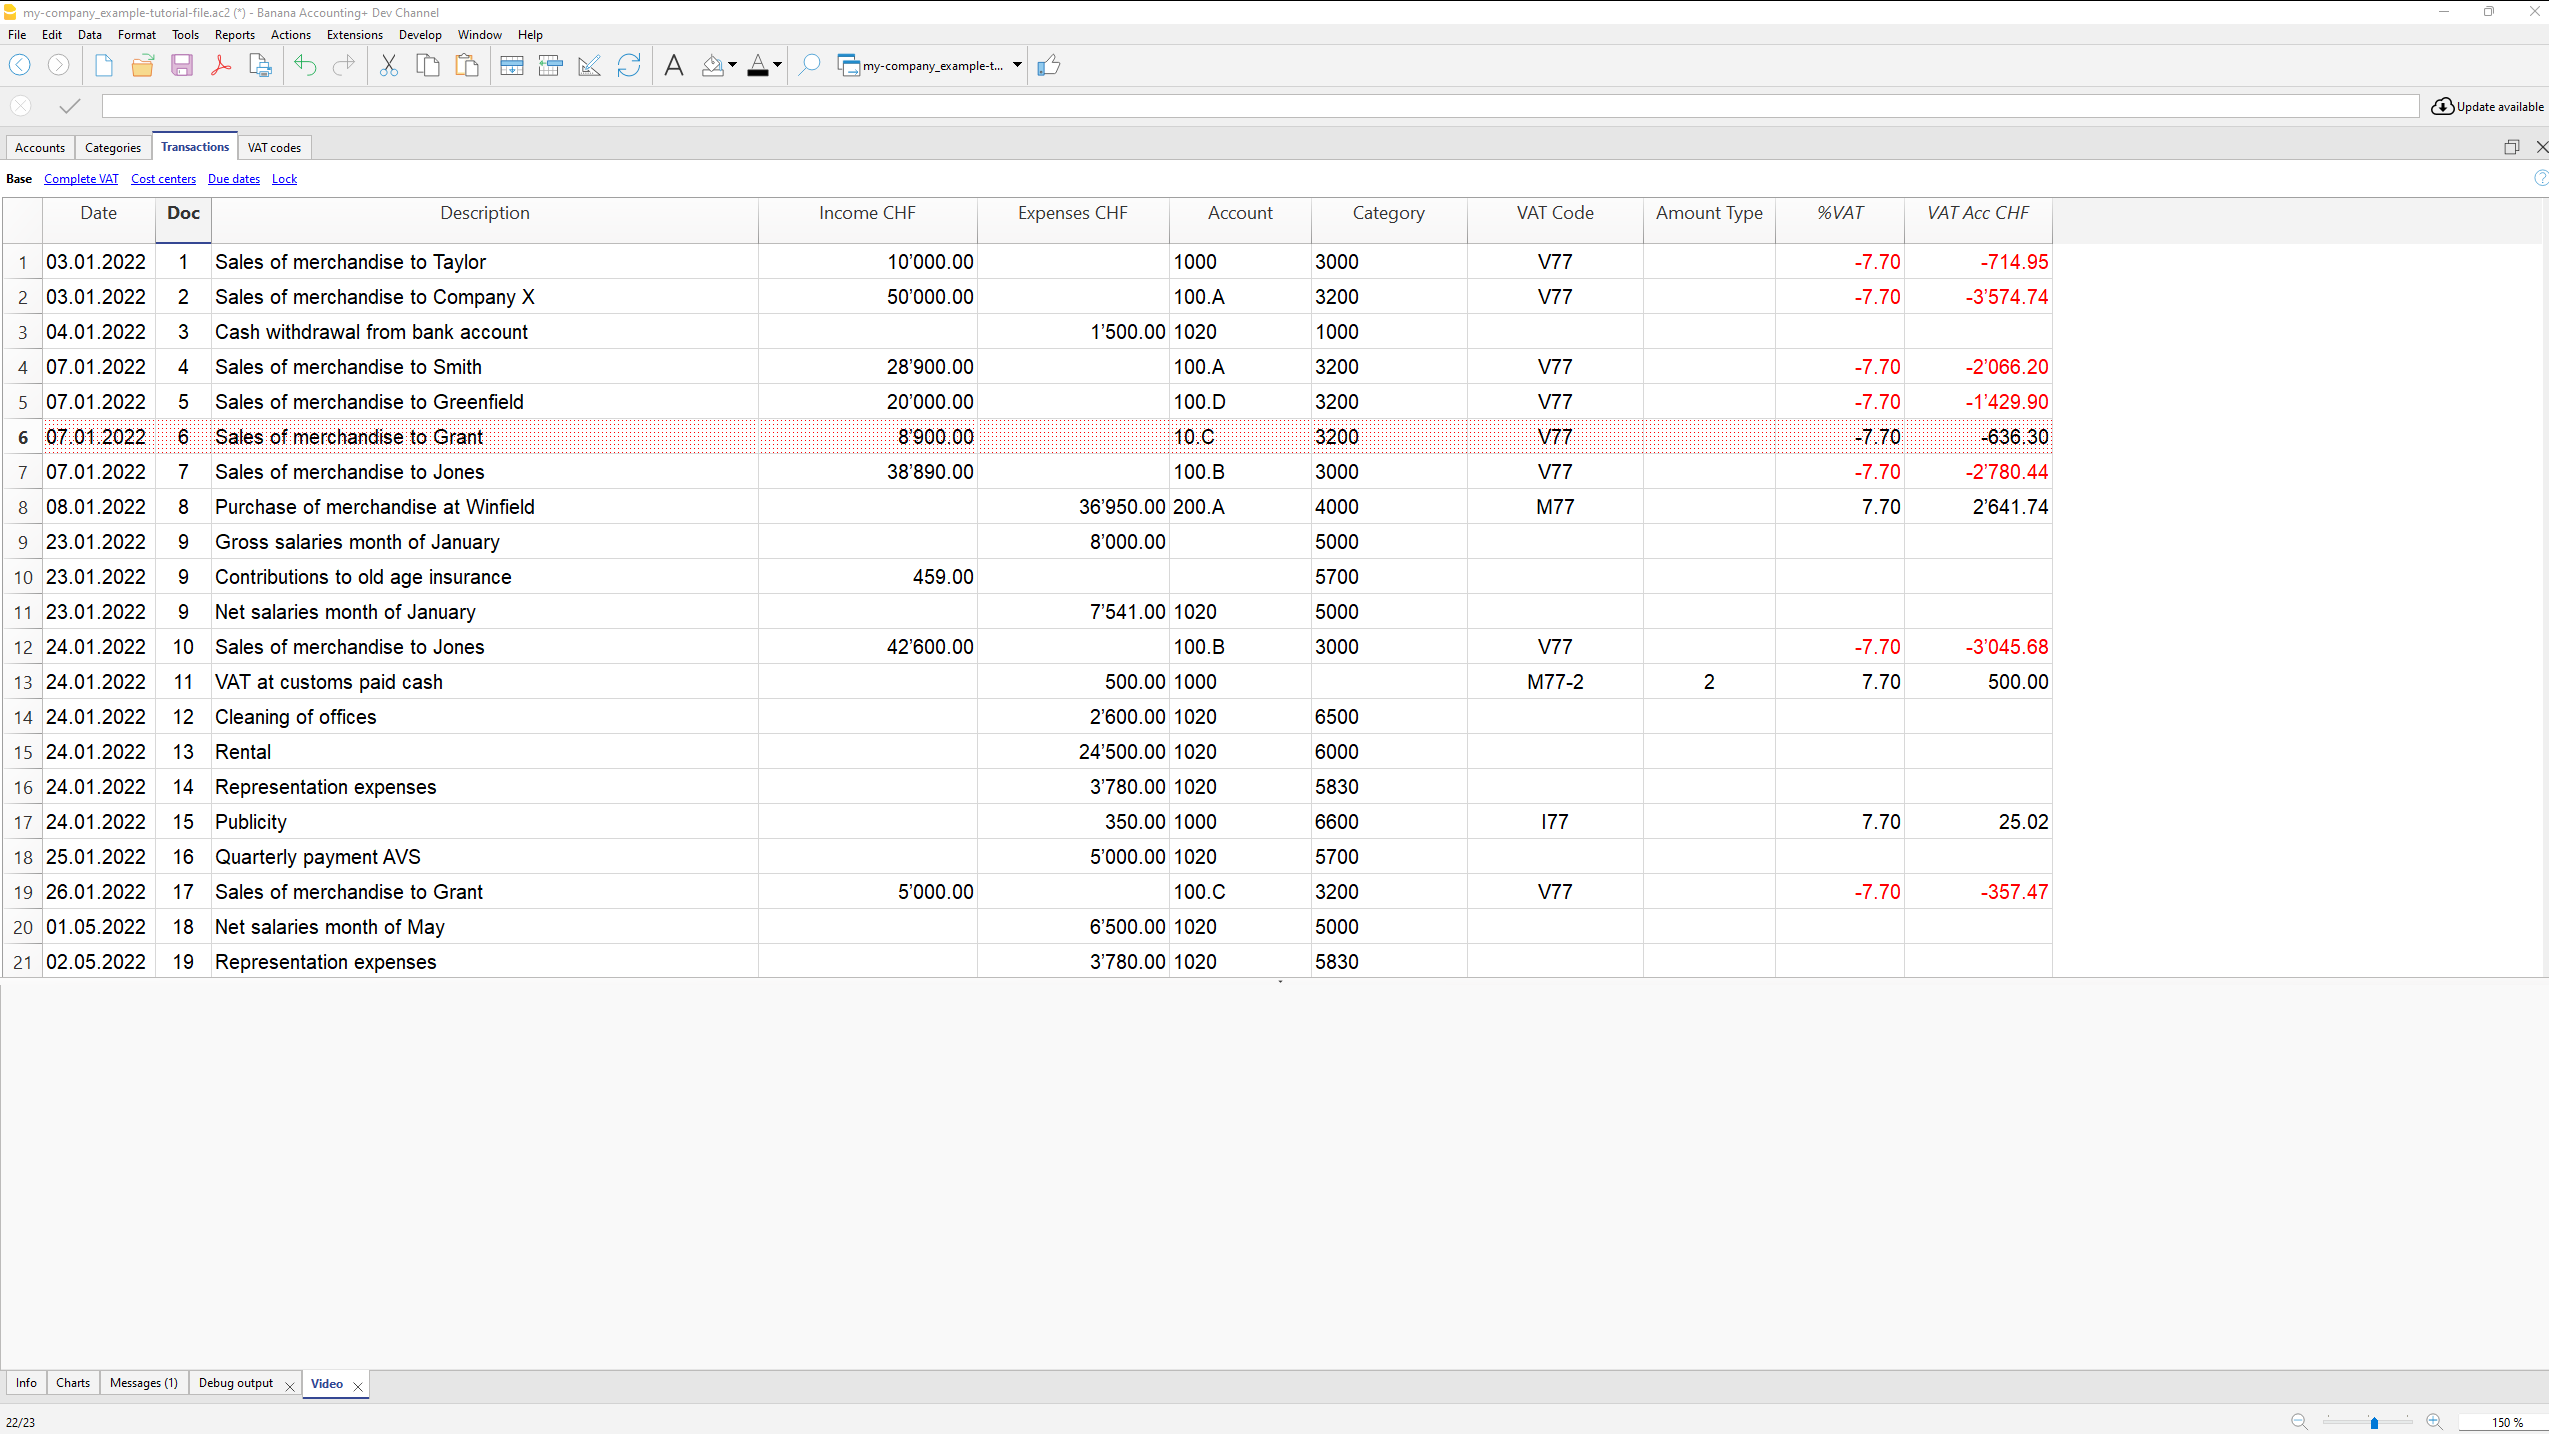 my-company_example-tutorial-file.ac2 (*) - Banana Accounting+ Dev Channel
File Edit Data Format Tools Reports Actions Extensions Develop Window Help
my-company_example-t...
Update available
Accounts Categories Transactions VAT codes
Base Complete VAT Cost centers Due dates Lock
Date Doc Description Income CHF Expenses CHF Account Category VAT Code Amount Type %VAT VAT Acc CHF
1 03.01.2022 1 Sales of merchandise to Taylor 10’000.00 1000 3000 V77 -7.70 -714.95
2 03.01.2022 2 Sales of merchandise to Company X 50’000.00 100.A 3200 V77 -7.70 -3’574.74
3 04.01.2022 3 Cash withdrawal from bank account 1’500.00 1020 1000
4 07.01.2022 4 Sales of merchandise to Smith 28’900.00 100.A 3200 V77 -7.70 -2’066.20
5 07.01.2022 5 Sales of merchandise to Greenfield 20’000.00 100.D 3200 V77 -7.70 -1’429.90
6 07.01.2022 6 Sales of merchandise to Grant 8’900.00 10.C 3200 V77 -7.70 -636.30
7 07.01.2022 7 Sales of merchandise to Jones 38’890.00 100.B 3000 V77 -7.70 -2’780.44
8 08.01.2022 8 Purchase of merchandise at Winfield 36’950.00 200.A 4000 M77 7.70 2’641.74
9 23.01.2022 9 Gross salaries month of January 8’000.00 5000
10 23.01.2022 9 Contributions to old age insurance 459.00 5700
11 23.01.2022 9 Net salaries month of January 7’541.00 1020 5000
12 24.01.2022 10 Sales of merchandise to Jones 42’600.00 100.B 3000 V77 -7.70 -3’045.68
13 24.01.2022 11 VAT at customs paid cash 500.00 1000 M77-2 2 7.70 500.00
14 24.01.2022 12 Cleaning of offices 2’600.00 1020 6500
15 24.01.2022 13 Rental 24’500.00 1020 6000
16 24.01.2022 14 Representation expenses 3’780.00 1020 5830
17 24.01.2022 15 Publicity 350.00 1000 6600 I77 7.70 25.02
18 25.01.2022 16 Quarterly payment AVS 5’000.00 1020 5700
19 26.01.2022 17 Sales of merchandise to Grant 5’000.00 100.C 3200 V77 -7.70 -357.47
20 01.05.2022 18 Net salaries month of May 6’500.00 1020 5000
21 02.05.2022 19 Representation expenses 3’780.00 1020 5830
Info Charts Messages (1) Debug output Video
22/23
150 %